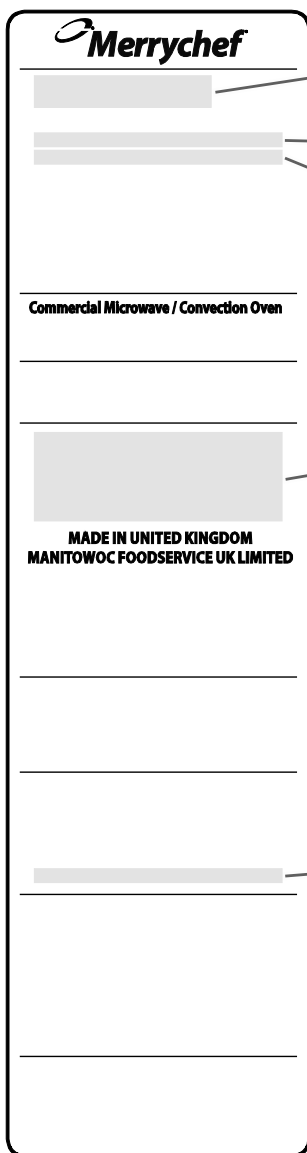 Merrychef
Commercial Microwave / Convection Oven
MADE IN UNITED KINGDOM
MANITOWOC FOODSERVICE UK LIMITED